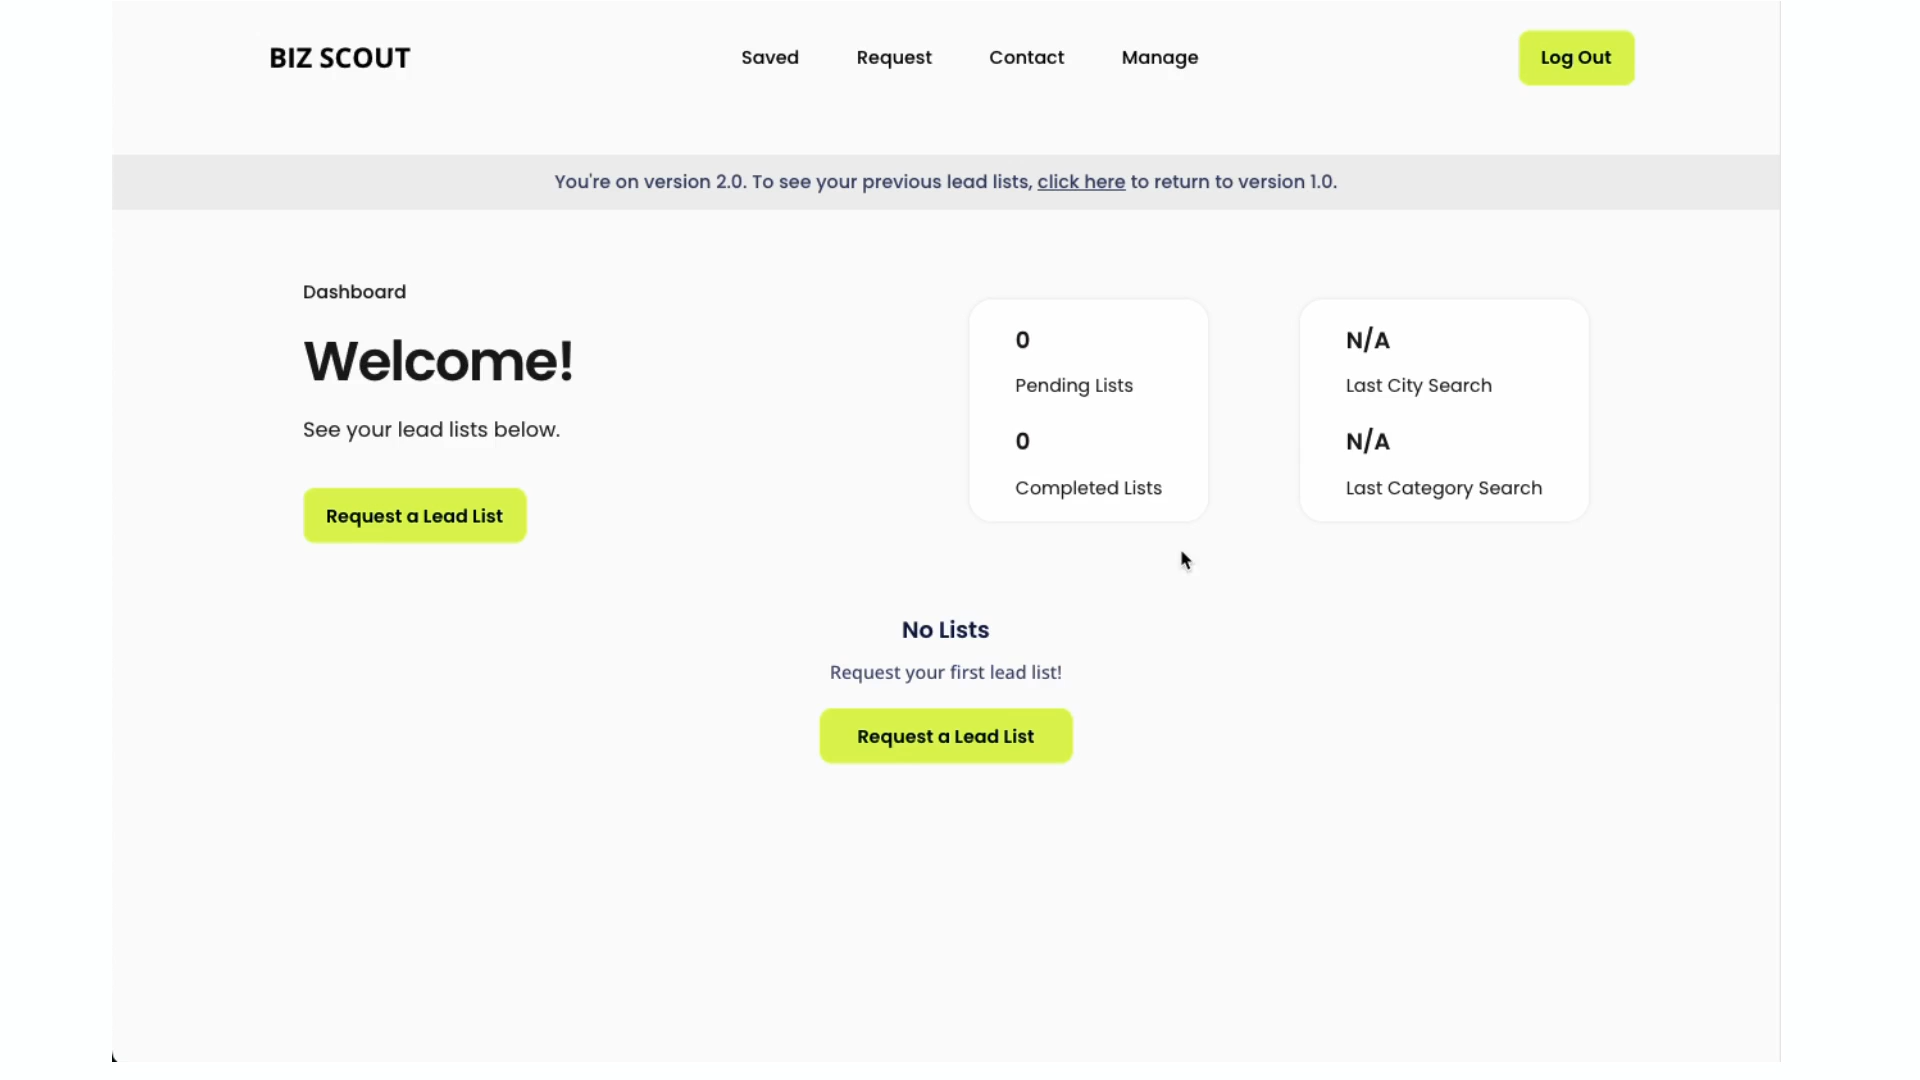 BIZ SCOUT
Saved
Request
Contact
Manage
Log Out
You're on version 2.0. To see your previous lead lists, click here to return to version 1.0.
Dashboard
Welcome!
See your lead lists below.
Request a Lead List
0
Pending Lists
0
Completed Lists
N/A
Last City Search
N/A
Last Category Search
No Lists
Request your first lead list!
Request a Lead List